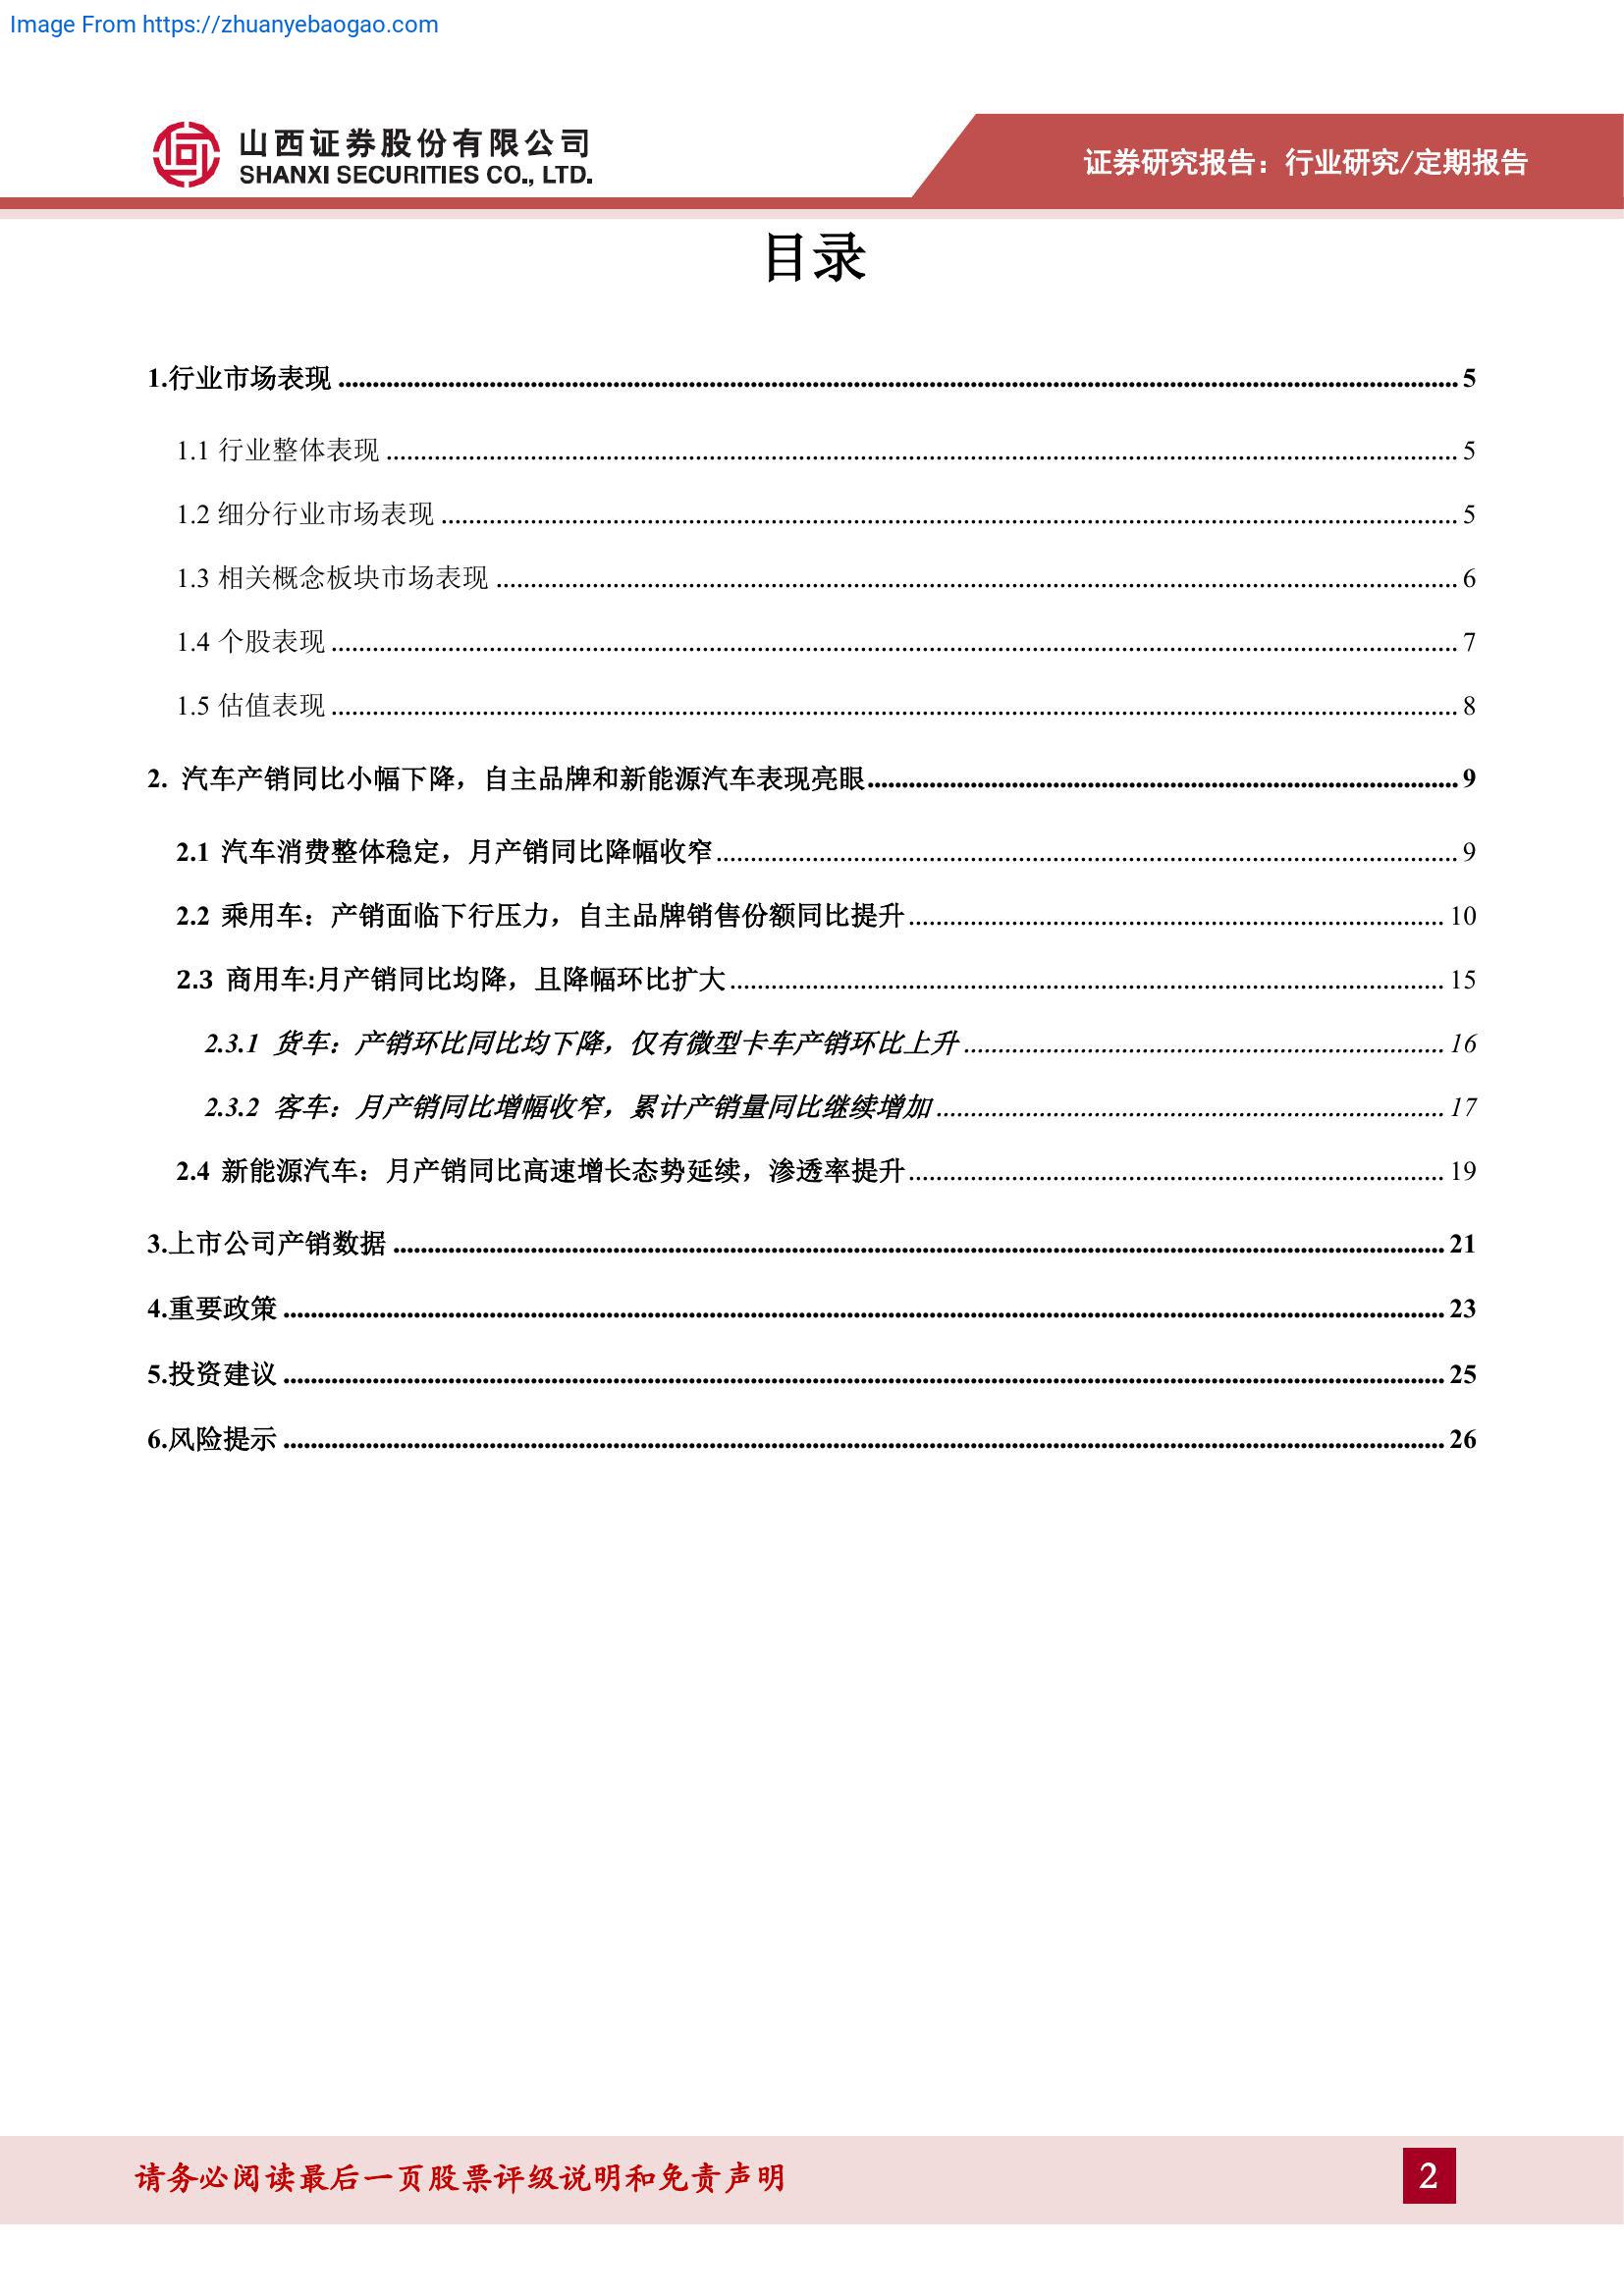 Image From https://zhuanyebaogao.com
山西证券股份有限公司
SHANXI SECURITIES CO., LTD.
证券研究报告：行业研究/定期报告
目录
1.行业市场表现 5
1.1 行业整体表现 5
1.2 细分行业市场表现 5
1.3 相关概念板块市场表现 6
1.4 个股表现 7
1.5 估值表现 8
2. 汽车产销同比小幅下降，自主品牌和新能源汽车表现亮眼 9
2.1 汽车消费整体稳定，月产销同比降幅收窄 9
2.2 乘用车：产销面临下行压力，自主品牌销售份额同比提升 10
2.3 商用车:月产销同比均降，且降幅环比扩大 15
2.3.1 货车：产销环比同比均下降，仅有微型卡车产销环比上升 16
2.3.2 客车：月产销同比增幅收窄，累计产销量同比继续增加 17
2.4 新能源汽车：月产销同比高速增长态势延续，渗透率提升 19
3.上市公司产销数据 21
4.重要政策 23
5.投资建议 25
6.风险提示 26
请务必阅读最后一页股票评级说明和免责声明
2